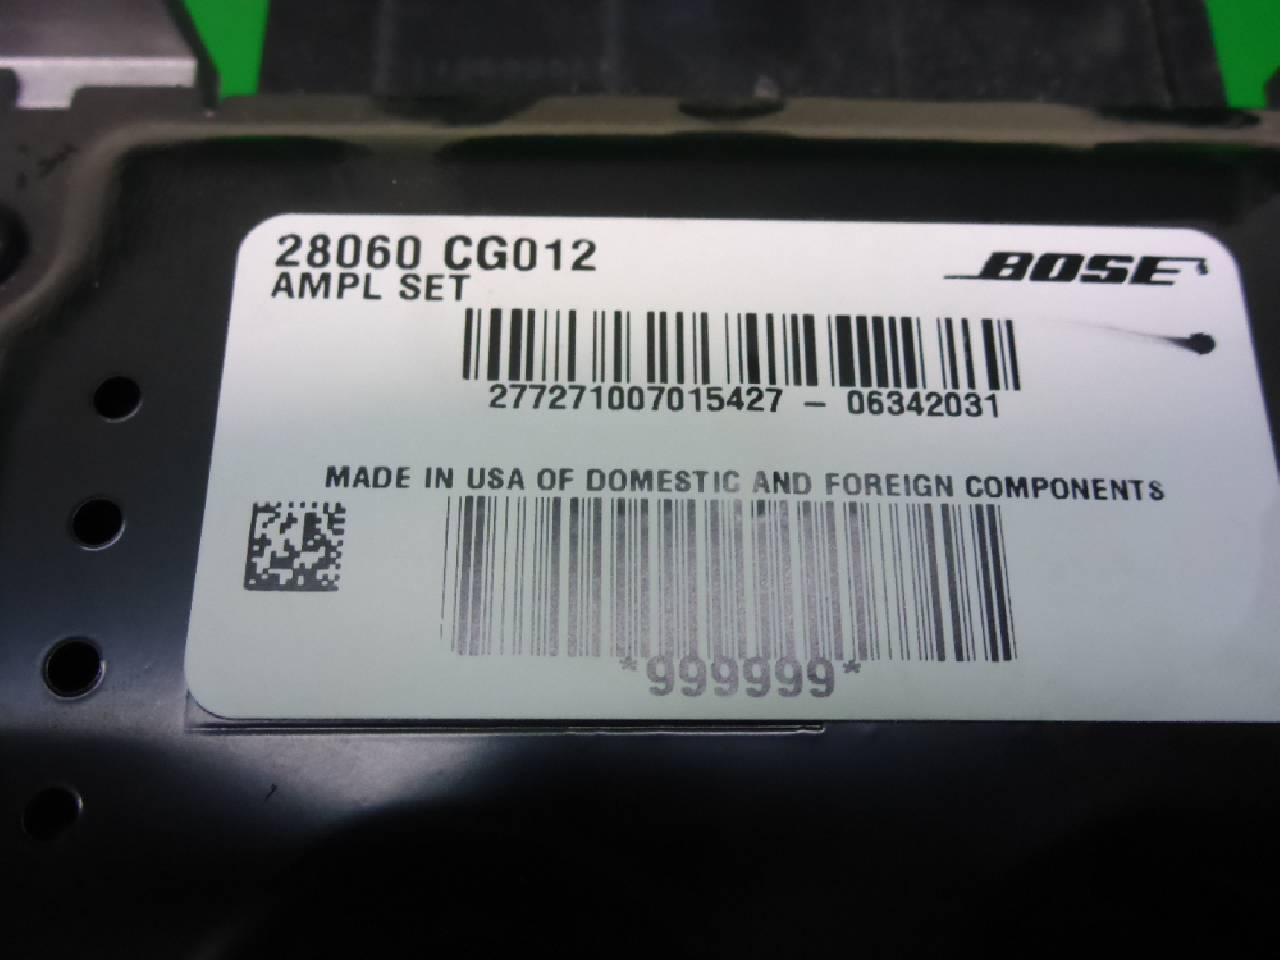 28060 CG012
AMPL SET
BOSE
277271007015427 - 06342031
MADE IN USA OF DOMESTIC AND FOREIGN COMPONENTS
*999999*